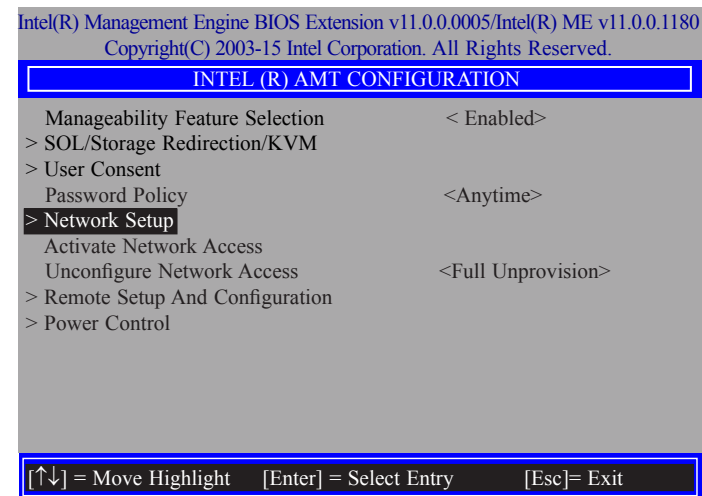 Intel(R) Management Engine BIOS Extension v11.0.0.0005/Intel(R) ME v11.0.0.1180
Copyright(C) 2003-15 Intel Corporation. All Rights Reserved.
INTEL (R) AMT CONFIGURATION
Manageability Feature Selection < Enabled>
> SOL/Storage Redirection/KVM
> User Consent
Password Policy <Anytime>
> Network Setup
Activate Network Access
Unconfigure Network Access <Full Unprovision>
> Remote Setup And Configuration
> Power Control
[↑↓] = Move Highlight [Enter] = Select Entry [Esc]= Exit